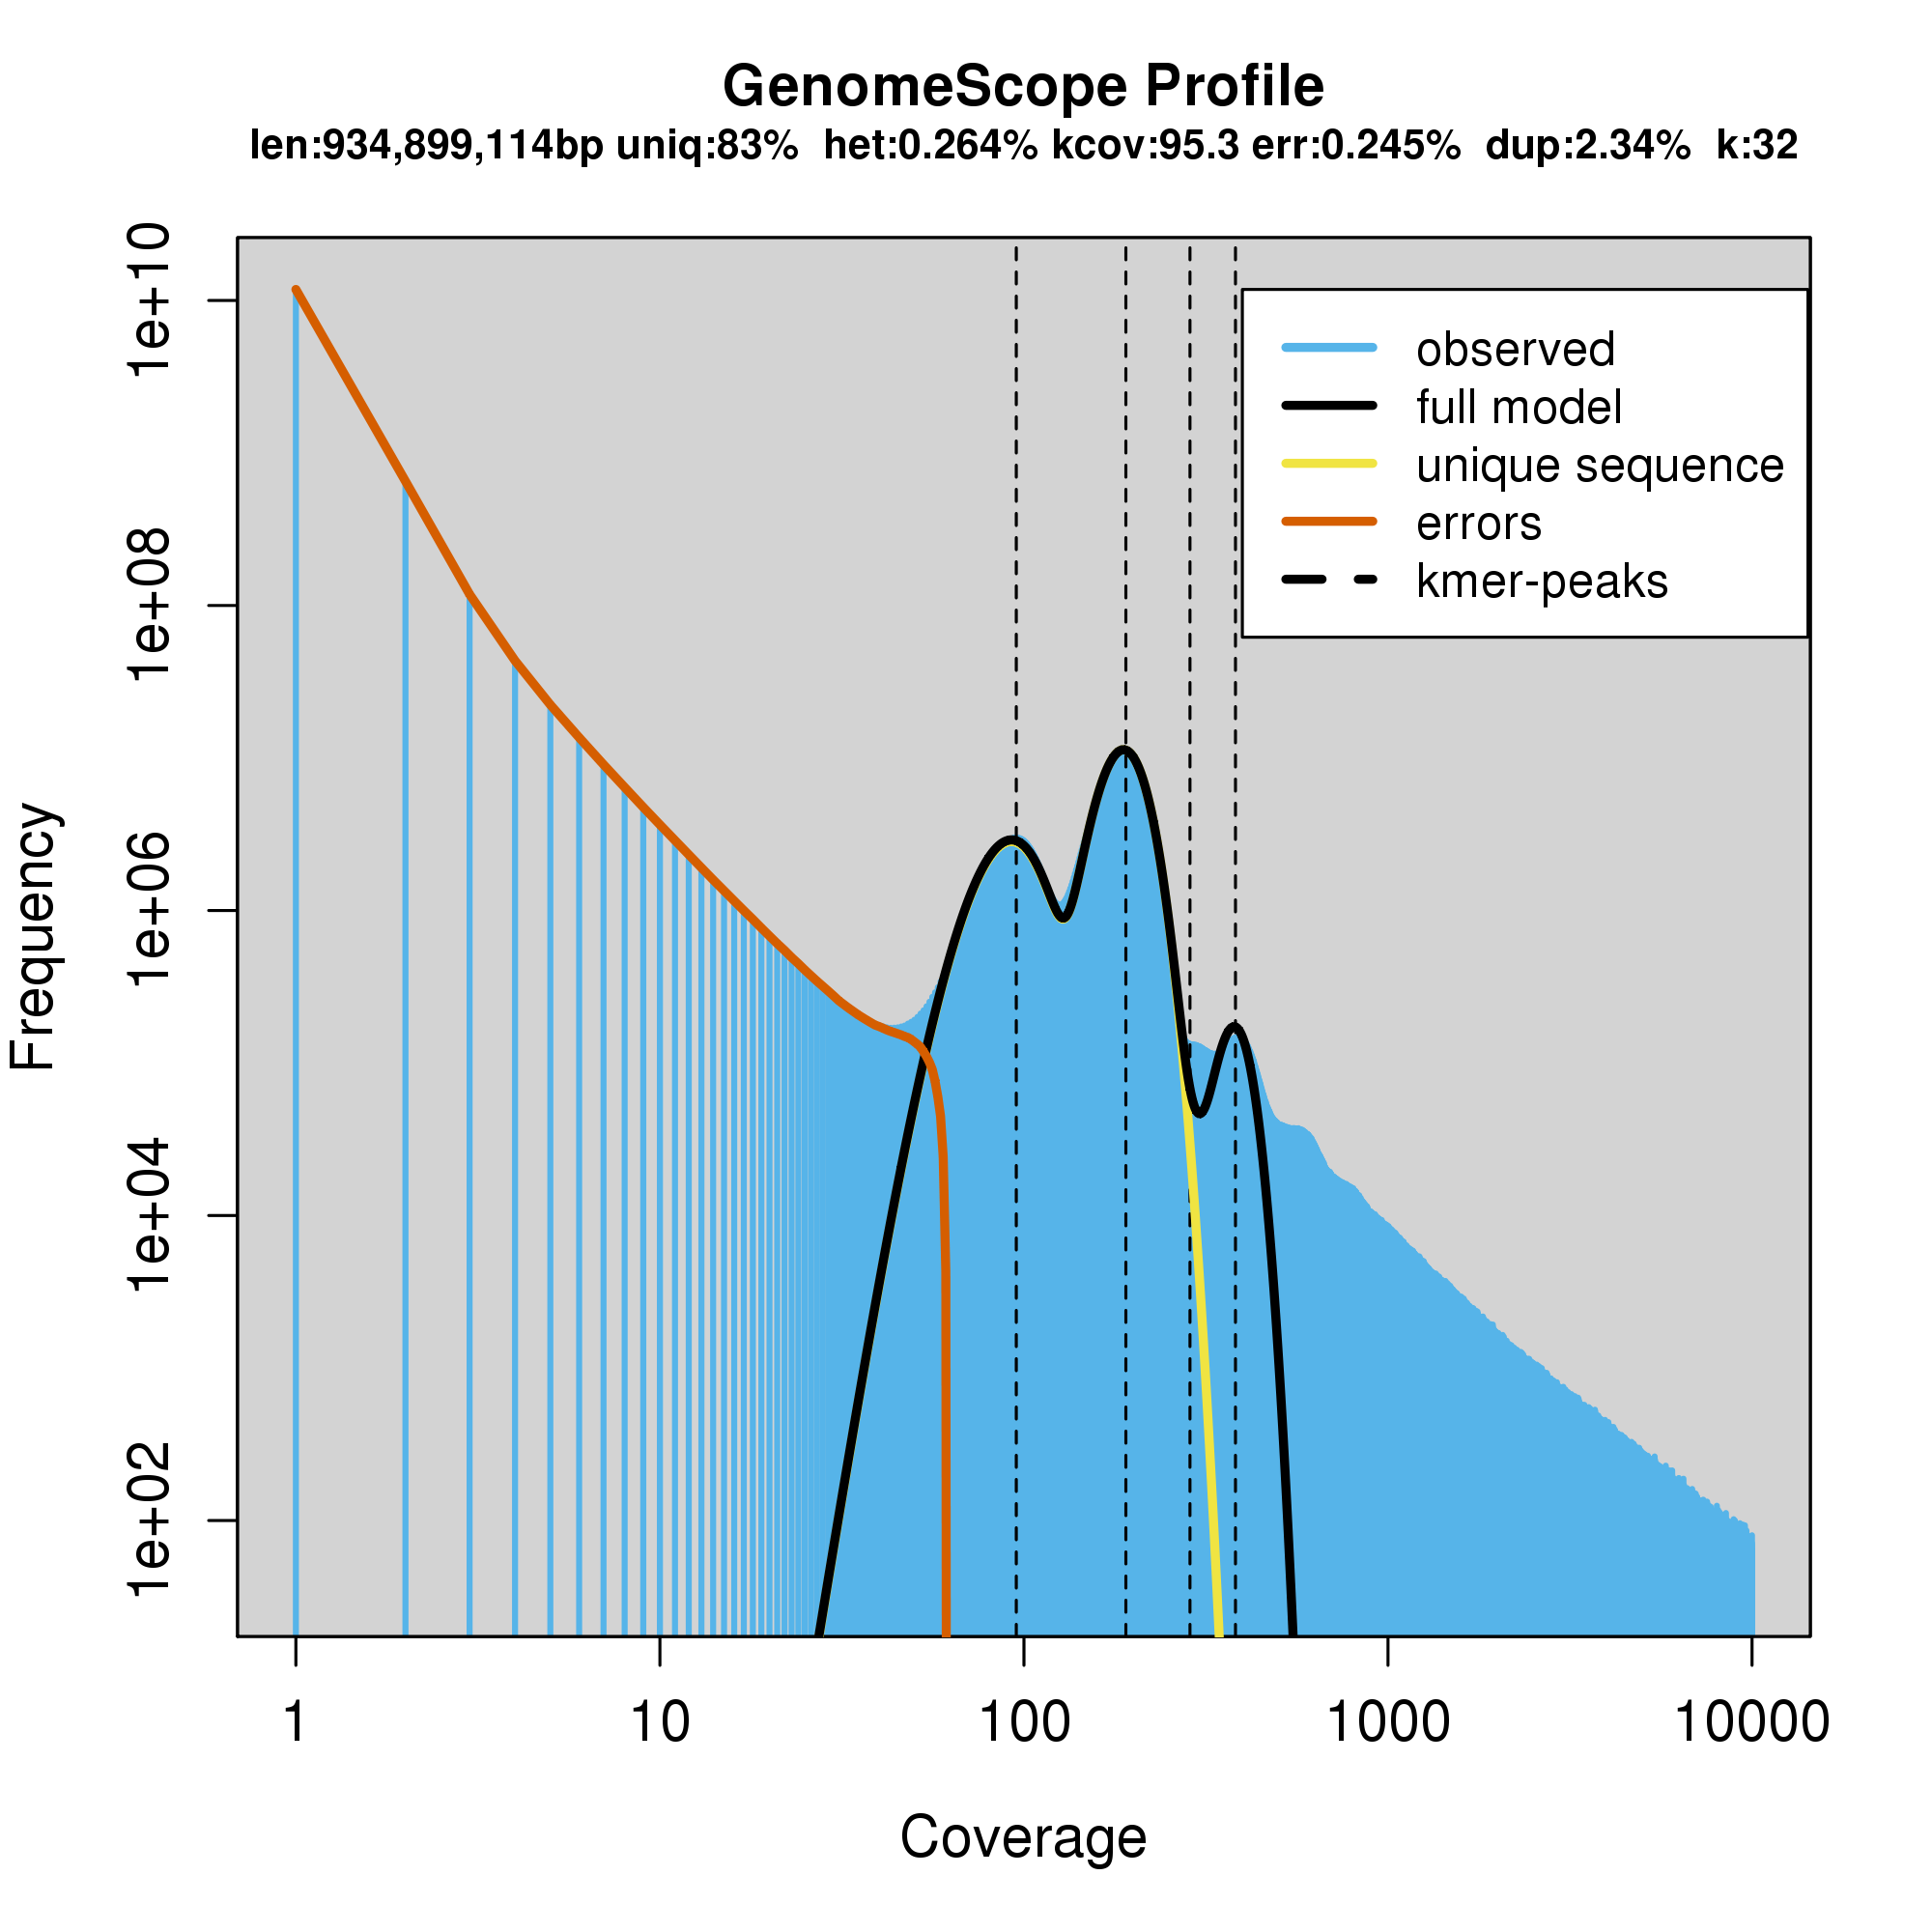 GenomeScope Profile
len:934,899,114bp uniq:83% het:0.264% kcov:95.3 err:0.245% dup:2.34% k:32
1e+10
1e+08
1e+06
1e+04
1e+02
Frequency
observed
full model
unique sequence
errors
kmer-peaks
1 10 100 1000 10000
Coverage